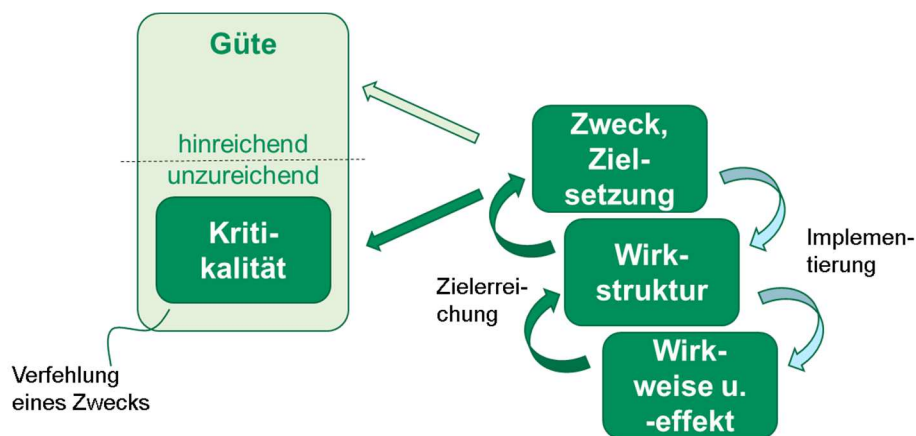 Güte
hinreichend
unzureichend
Kriti-
kalität
Verfehlung
eines Zwecks
Zweck,
Ziel-
setzung
Wirk-
struktur
Wirk-
weise u.
-effekt
Zielerrei-
chung
Implemen-
tierung